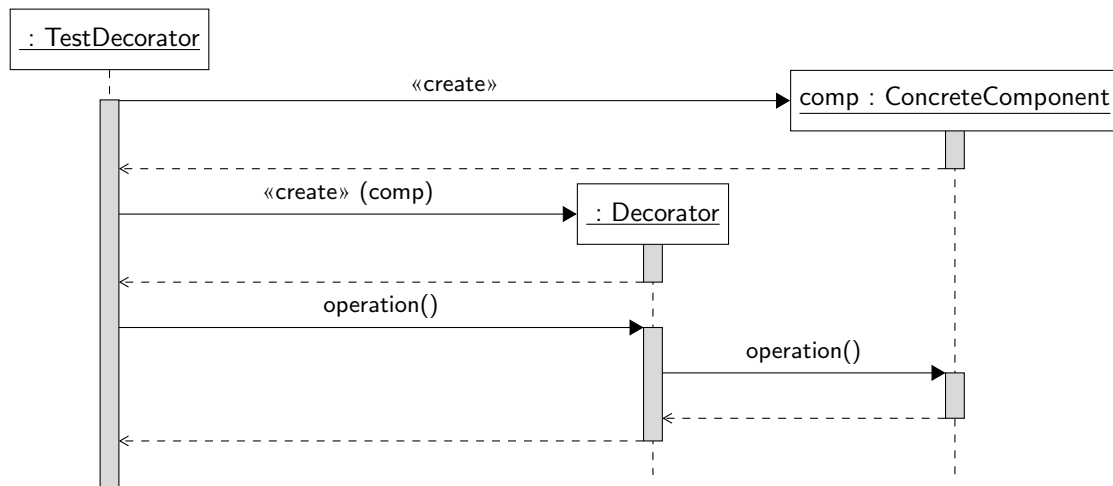 : TestDecorator
«create»
comp : ConcreteComponent
«create» (comp)
: Decorator
operation()
operation()